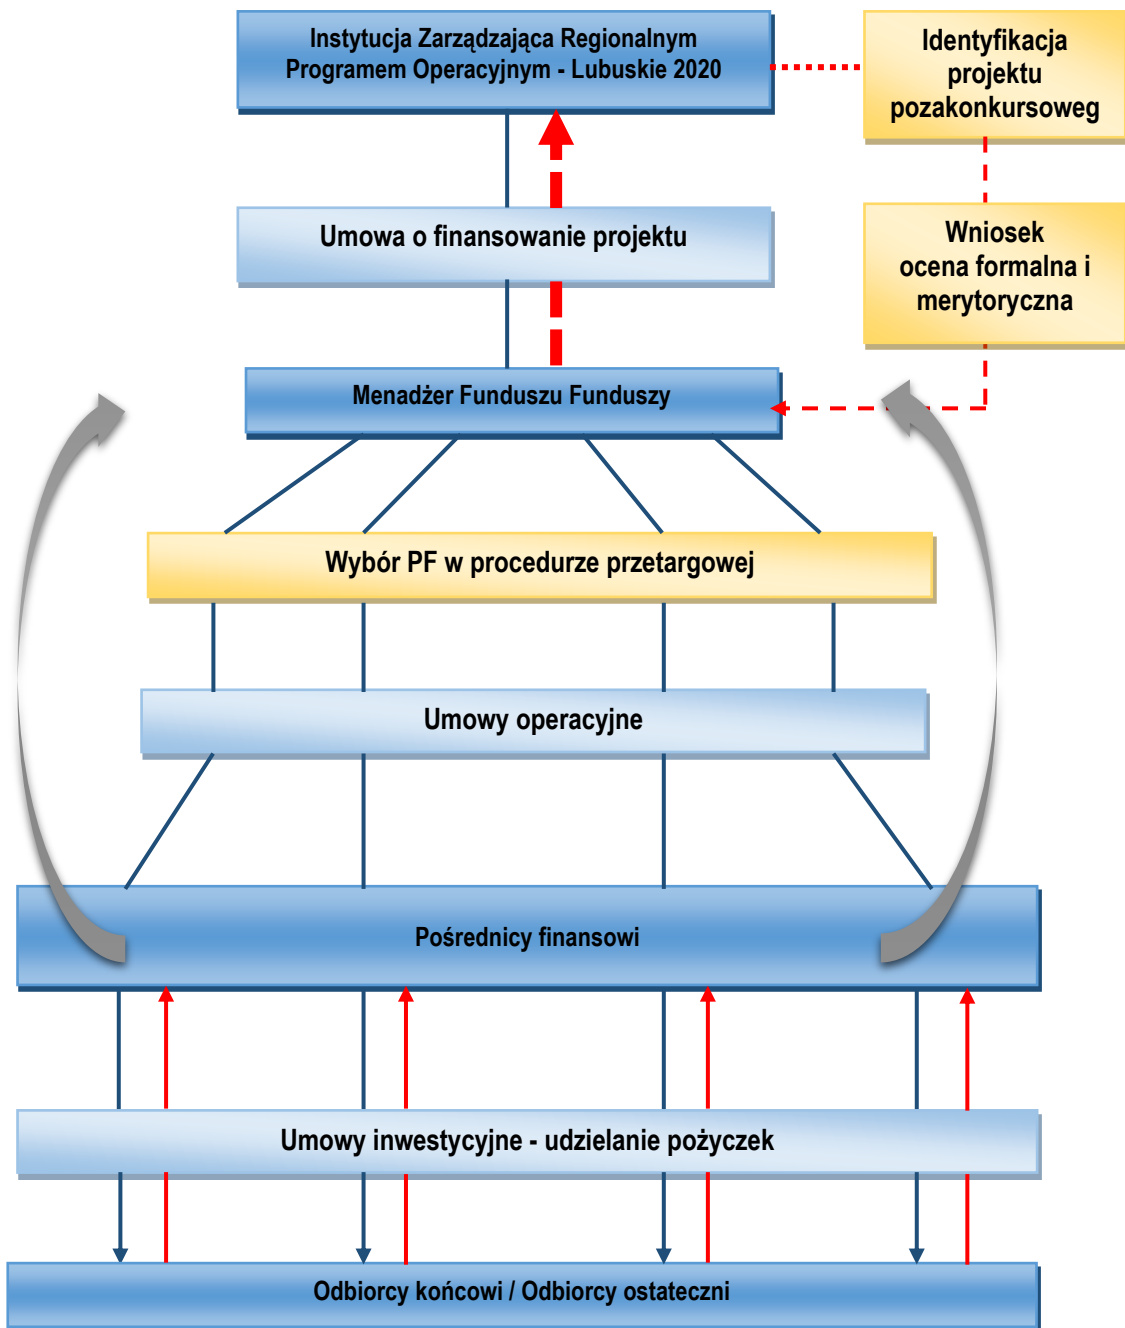 Instytucja Zarządzająca Regionalnym
Programem Operacyjnym - Lubuskie 2020
Identyfikacja
projektu
pozakonkursoweg
Umowa o finansowanie projektu
Wniosek
ocena formalna i
merytoryczna
Menadżer Funduszu Funduszy
Wybór PF w procedurze przetargowej
Umowy operacyjne
Pośrednicy finansowi
Umowy inwestycyjne - udzielanie pożyczek
Odbiorcy końcowi / Odbiorcy ostateczni